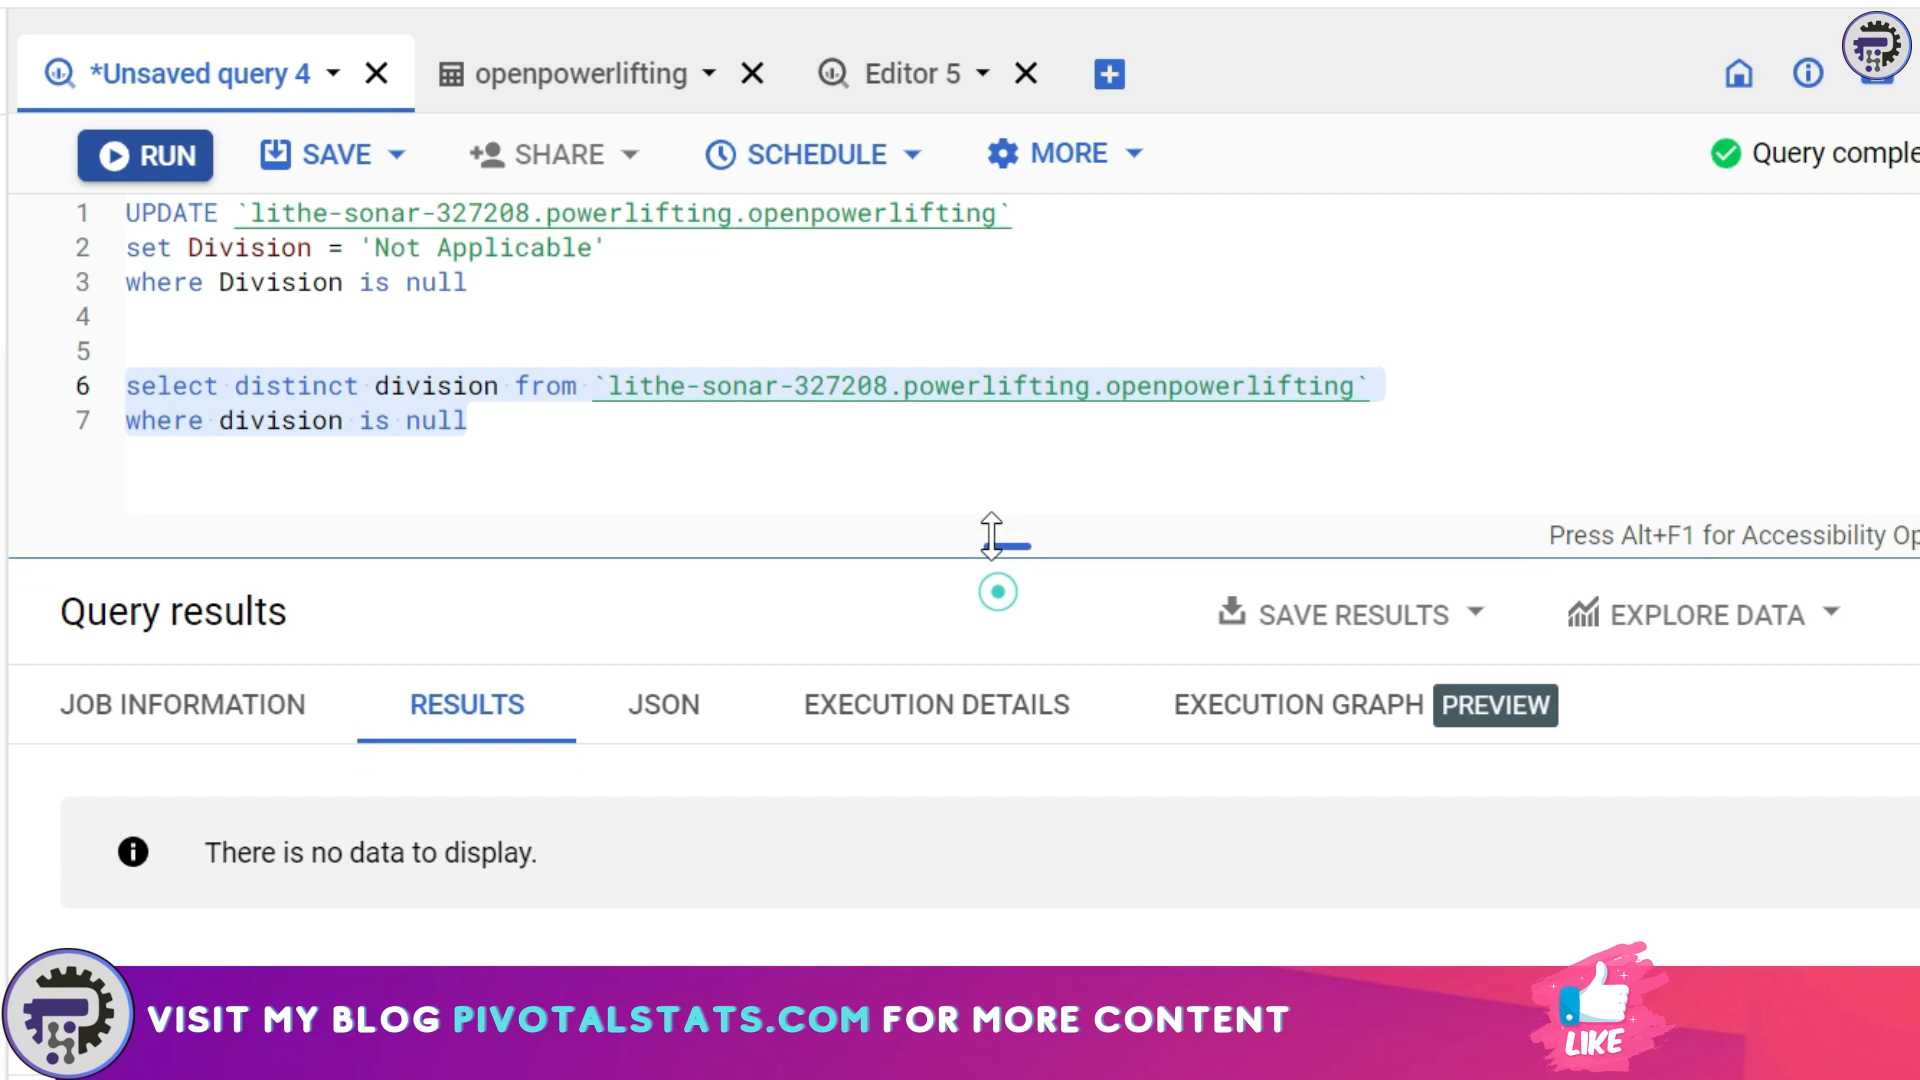 *Unsaved query 4
openpowerlifting
Editor 5
RUN
SAVE
SHARE
SCHEDULE
MORE
Query comple
1 UPDATE `lithe-sonar-327208.powerlifting.openpowerlifting`
2 set Division = 'Not Applicable'
3 where Division is null
4
5
6 select distinct division from `lithe-sonar-327208.powerlifting.openpowerlifting`
7 where division is null
Press Alt+F1 for Accessibility Op
Query results
SAVE RESULTS
EXPLORE DATA
JOB INFORMATION
RESULTS
JSON
EXECUTION DETAILS
EXECUTION GRAPH
PREVIEW
There is no data to display.
VISIT MY BLOG PIVOTALSTATS.COM FOR MORE CONTENT
LIKE